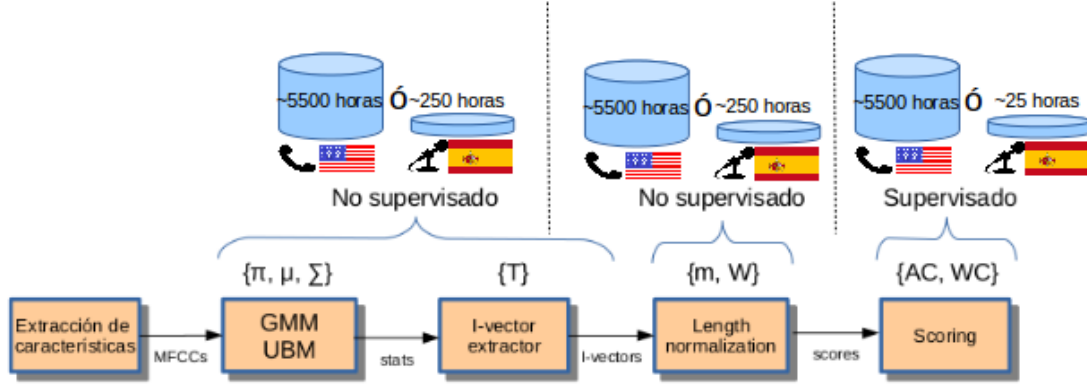 ~5500 horas Ó ~250 horas
~5500 horas Ó ~250 horas
~5500 horas Ó ~25 horas
No supervisado
No supervisado
Supervisado
{π, μ, ∑}
{T}
{m, W}
{AC, WC}
Extracción de
características
MFCCs
GMM
UBM
stats
I-vector
extractor
I-vectors
Length
normalization
scores
Scoring